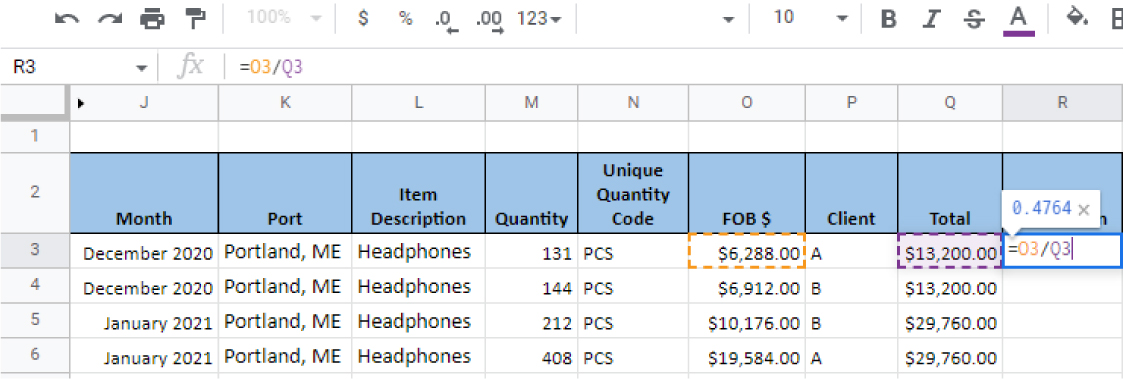 100% $ % .0 .00 123 10 B I S A
R3 fx =O3/Q3
J K L M N O P Q R
1
2 Month Port Item Description Quantity Unique Quantity Code FOB $ Client Total
0.4764 ×
3 December 2020 Portland, ME Headphones 131 PCS $6,288.00 A $13,200.00 =O3/Q3
4 December 2020 Portland, ME Headphones 144 PCS $6,912.00 B $13,200.00
5 January 2021 Portland, ME Headphones 212 PCS $10,176.00 B $29,760.00
6 January 2021 Portland, ME Headphones 408 PCS $19,584.00 A $29,760.00